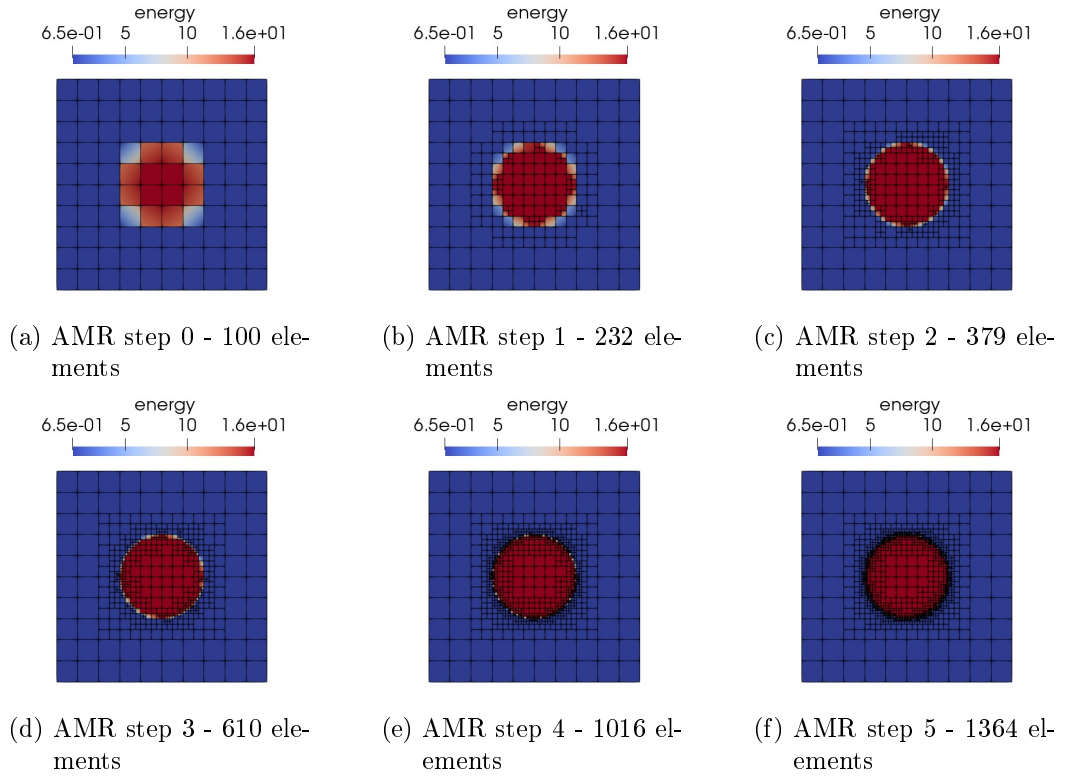 energy
6.5e-01 5 10 1.6e+01
energy
6.5e-01 5 10 1.6e+01
energy
6.5e-01 5 10 1.6e+01
(a) AMR step 0 - 100 ele-
ments
(b) AMR step 1 - 232 ele-
ments
(c) AMR step 2 - 379 ele-
ments
energy
6.5e-01 5 10 1.6e+01
energy
6.5e-01 5 10 1.6e+01
energy
6.5e-01 5 10 1.6e+01
(d) AMR step 3 - 610 ele-
ments
(e) AMR step 4 - 1016 el-
ements
(f) AMR step 5 - 1364 el-
ements